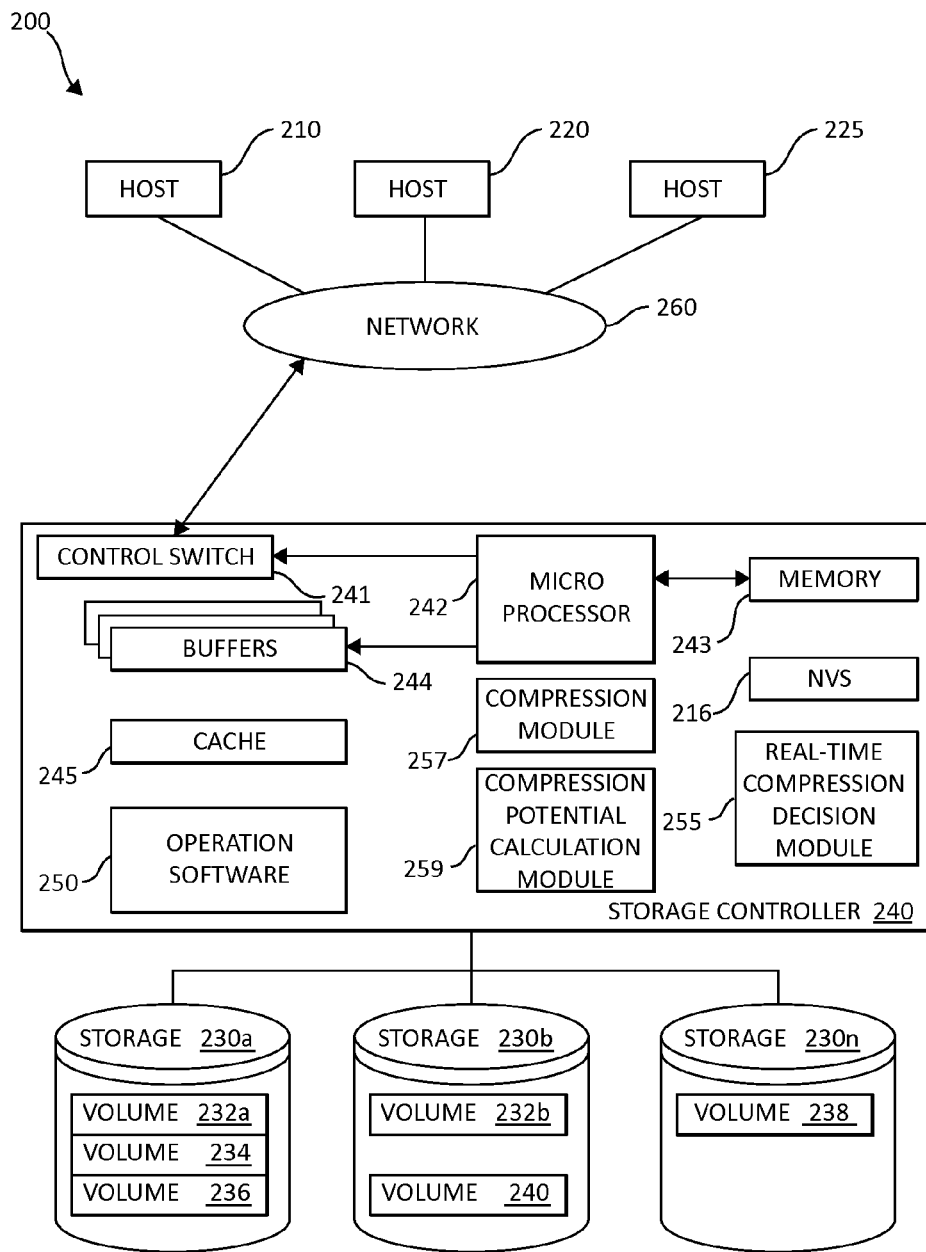 200
210
220
225
HOST
HOST
HOST
NETWORK
260
CONTROL SWITCH
241
242
MICRO
PROCESSOR
MEMORY
243
BUFFERS
244
NVS
216
CACHE
245
COMPRESSION
MODULE
257
REAL-TIME
COMPRESSION
DECISION
MODULE
255
OPERATION
SOFTWARE
250
COMPRESSION
POTENTIAL
CALCULATION
MODULE
259
STORAGE CONTROLLER 240
STORAGE 230a
VOLUME 232a
VOLUME 234
VOLUME 236
STORAGE 230b
VOLUME 232b
VOLUME 240
STORAGE 230n
VOLUME 238